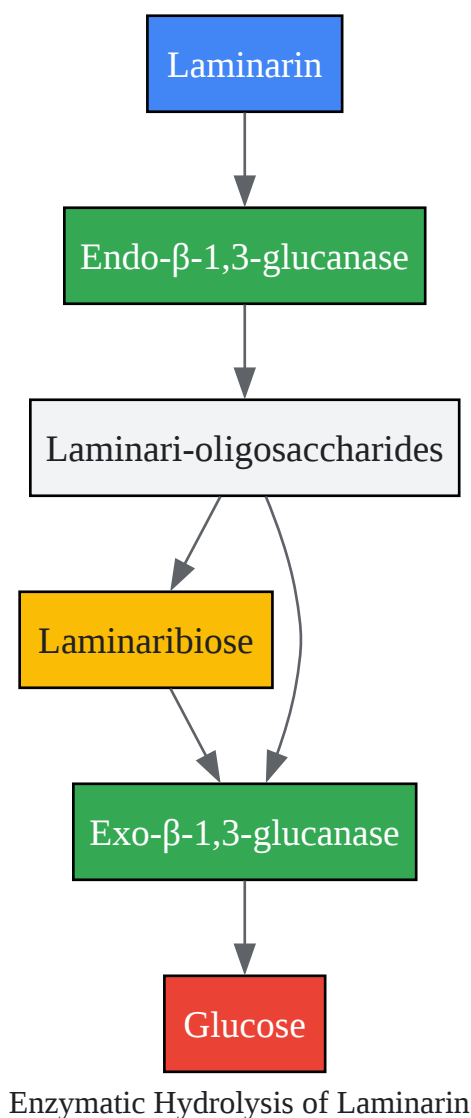 Laminarin
Endo-β-1,3-glucanase
Laminari-oligosaccharides
Laminaribiose
Exo-β-1,3-glucanase
Glucose
Enzymatic Hydrolysis of Laminarin